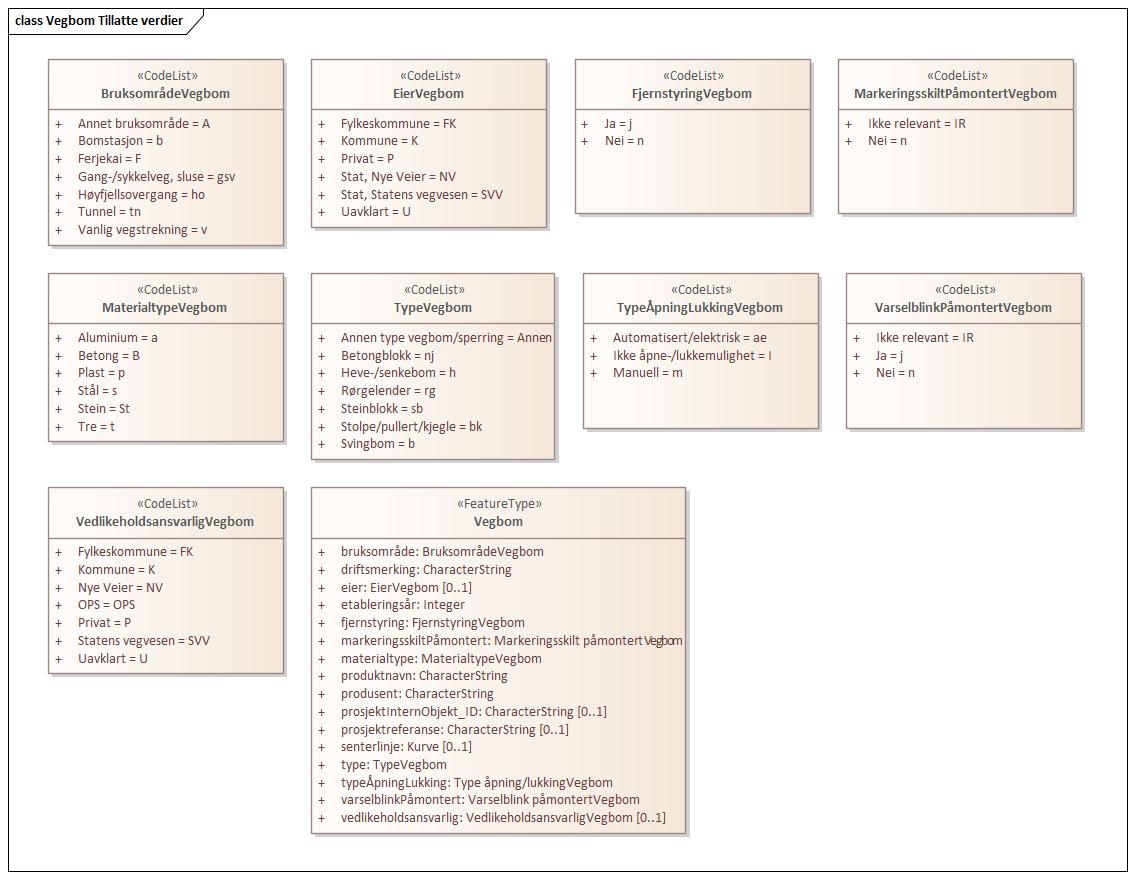 class Vegbom Tillatte verdier
«CodeList»
BruksområdeVegbom
+ Annet bruksområde = A
+ Bomstasjon = b
+ Ferjekai = F
+ Gang-/sykkelveg, sluse = gsv
+ Høyfjellsovergang = ho
+ Tunnel = tn
+ Vanlig vegstrekning = v
«CodeList»
EierVegbom
+ Fylkeskommune = FK
+ Kommune = K
+ Privat = P
+ Stat, Nye Veier = NV
+ Stat, Statens vegvesen = SVV
+ Uavklart = U
«CodeList»
FjernstyringVegbom
+ Ja = j
+ Nei = n
«CodeList»
MarkeringsskiltPåmontertVegbom
+ Ikke relevant = IR
+ Nei = n
«CodeList»
MaterialtypeVegbom
+ Aluminium = a
+ Betong = B
+ Plast = p
+ Stål = s
+ Stein = St
+ Tre = t
«CodeList»
TypeVegbom
+ Annen type vegbom/sperring = Annen
+ Betongblokk = nj
+ Heve-/senkebom = h
+ Rørgelender = rg
+ Steinblokk = sb
+ Stolpe/pullert/kjegle = bk
+ Svingbom = b
«CodeList»
TypeÅpningLukkingVegbom
+ Automatisert/elektrisk = ae
+ Ikke åpne-/lukkemulighet = I
+ Manuell = m
«CodeList»
VarselblinkPåmontertVegbom
+ Ikke relevant = IR
+ Ja = j
+ Nei = n
«CodeList»
VedlikeholdsansvarligVegbom
+ Fylkeskommune = FK
+ Kommune = K
+ Nye Veier = NV
+ OPS = OPS
+ Privat = P
+ Statens vegvesen = SVV
+ Uavklart = U
«FeatureType»
Vegbom
+ bruksområde: BruksområdeVegbom
+ driftsmerking: CharacterString
+ eier: EierVegbom [0..1]
+ etableringsår: Integer
+ fjernstyring: FjernstyringVegbom
+ markeringsskiltPåmontert: Markeringsskilt påmontertVegbom
+ materialtype: MaterialtypeVegbom
+ produktnavn: CharacterString
+ produsent: CharacterString
+ prosjektInternObjekt_ID: CharacterString [0..1]
+ prosjektreferanse: CharacterString [0..1]
+ senterlinje: Kurve [0..1]
+ type: TypeVegbom
+ typeÅpningLukking: Type åpning/lukkingVegbom
+ varselblinkPåmontert: Varselblink påmontertVegbom
+ vedlikeholdsansvarlig: VedlikeholdsansvarligVegbom [0..1]